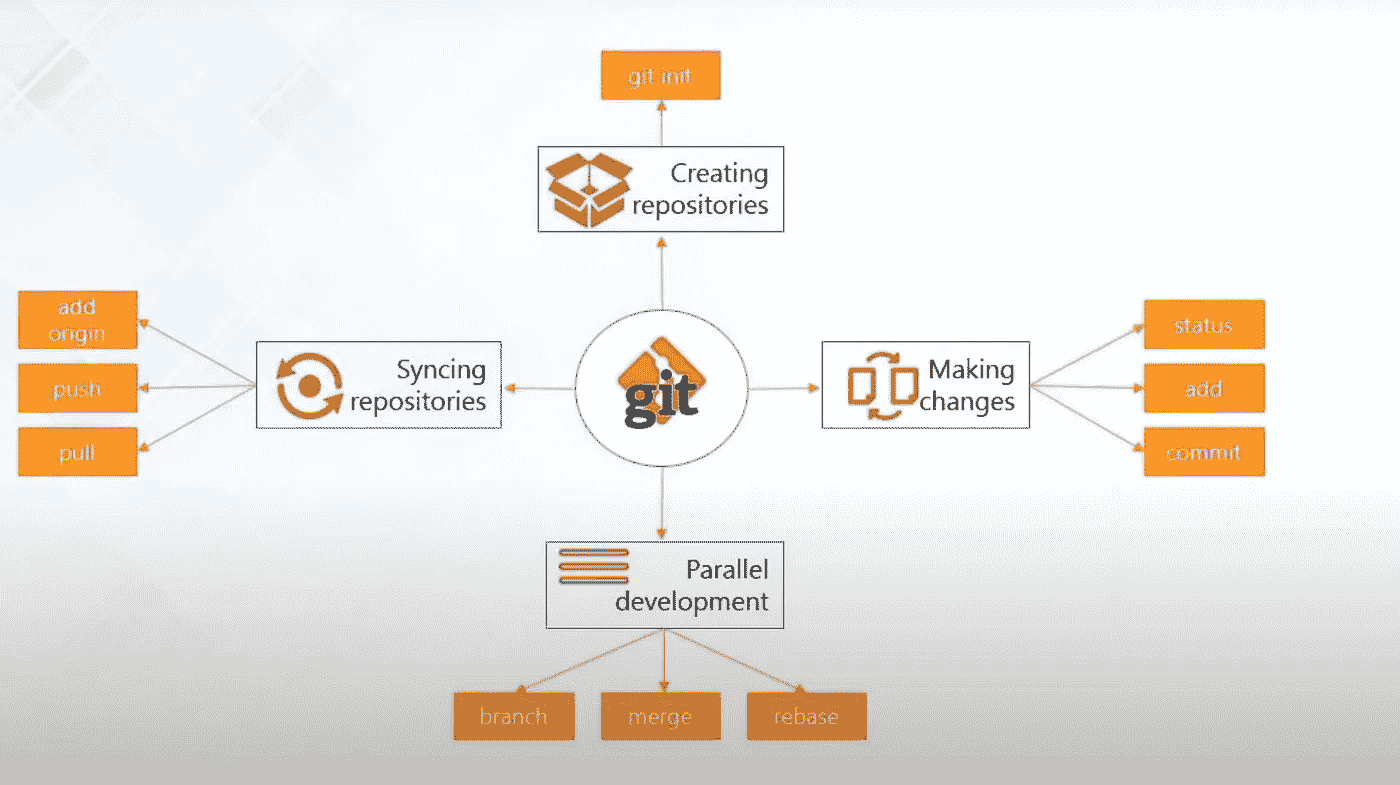 git init
Creating
repositories
add
origin
push
pull
Syncing
repositories
git
Making
changes
status
add
commit
Parallel
development
branch
merge
rebase